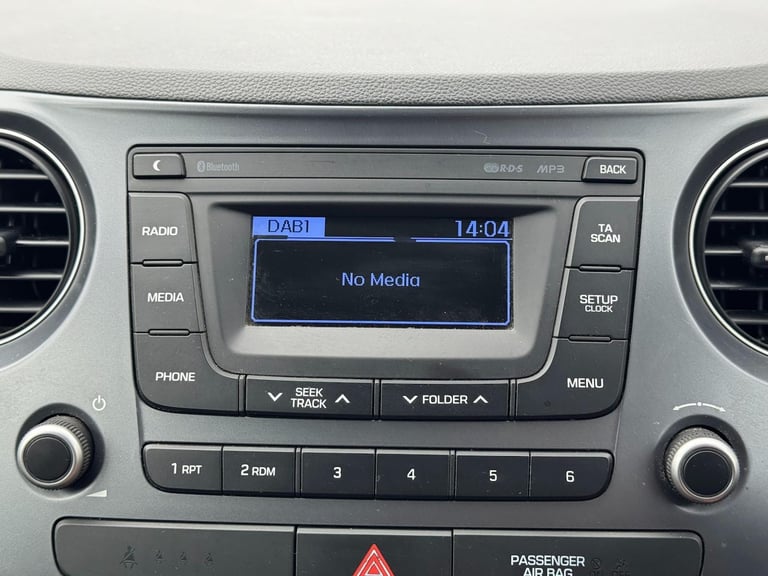 Bluetooth
R·D·S
MP3
BACK
RADIO
DAB1
14:04
TA
SCAN
No Media
MEDIA
SETUP
CLOCK
PHONE
SEEK
TRACK
FOLDER
MENU
1 RPT
2 RDM
3
4
5
6
PASSENGER
AIR BAG